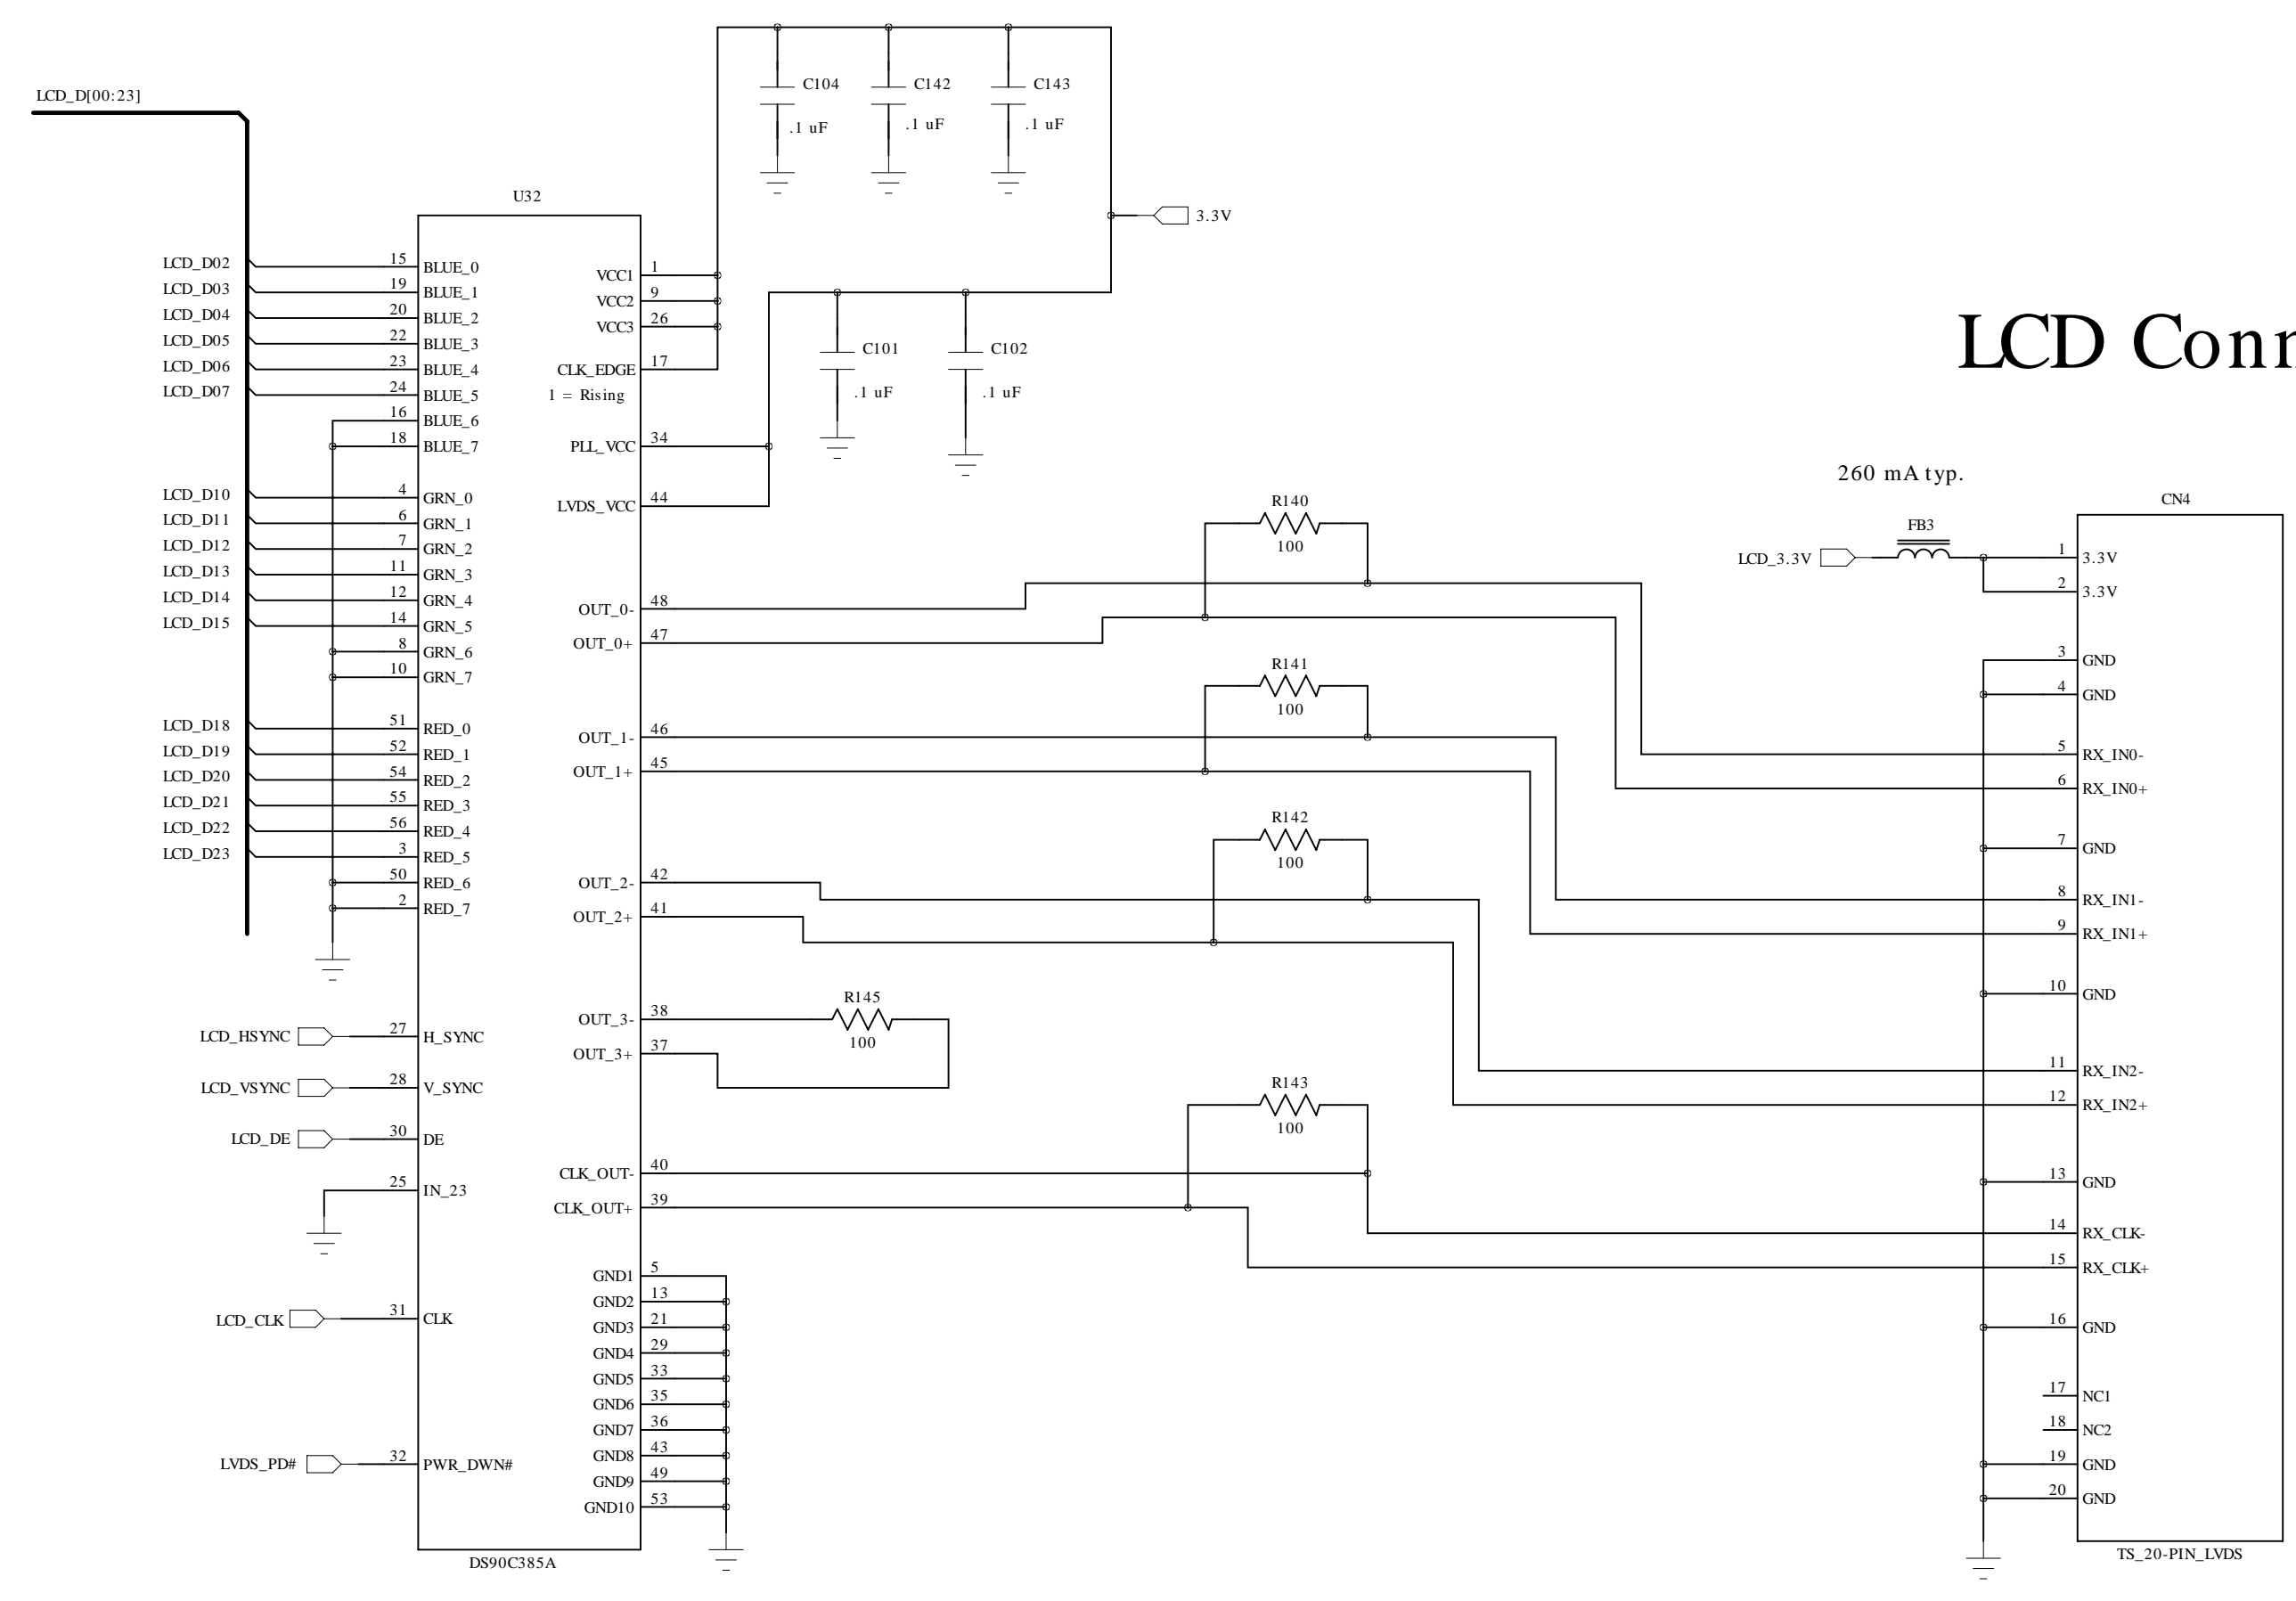 LCD_D[00:23]
C104
.1 uF
C142
.1 uF
C143
.1 uF
3.3V
U32
LCD_D02 15 BLUE_0
LCD_D03 19 BLUE_1
LCD_D04 20 BLUE_2
LCD_D05 22 BLUE_3
LCD_D06 23 BLUE_4
LCD_D07 24 BLUE_5
16 BLUE_6
18 BLUE_7
LCD_D10 4 GRN_0
LCD_D11 6 GRN_1
LCD_D12 7 GRN_2
LCD_D13 11 GRN_3
LCD_D14 12 GRN_4
LCD_D15 14 GRN_5
8 GRN_6
10 GRN_7
LCD_D18 51 RED_0
LCD_D19 52 RED_1
LCD_D20 54 RED_2
LCD_D21 55 RED_3
LCD_D22 56 RED_4
LCD_D23 3 RED_5
50 RED_6
2 RED_7
LCD_HSYNC 27 H_SYNC
LCD_VSYNC 28 V_SYNC
LCD_DE 30 DE
25 IN_23
LCD_CLK 31 CLK
LVDS_PD# 32 PWR_DWN#
VCC1 1
VCC2 9
VCC3 26
CLK_EDGE 17
1 = Rising
PLL_VCC 34
LVDS_VCC 44
OUT_0- 48
OUT_0+ 47
OUT_1- 46
OUT_1+ 45
OUT_2- 42
OUT_2+ 41
OUT_3- 38
OUT_3+ 37
CLK_OUT- 40
CLK_OUT+ 39
GND1 5
GND2 13
GND3 21
GND4 29
GND5 33
GND6 35
GND7 36
GND8 43
GND9 49
GND10 53
DS90C385A
C101
.1 uF
C102
.1 uF
R140
100
R141
100
R142
100
R145
100
R143
100
LCD Conn
260 mA typ.
CN4
FB3
LCD_3.3V
1 3.3V
2 3.3V
3 GND
4 GND
5 RX_IN0-
6 RX_IN0+
7 GND
8 RX_IN1-
9 RX_IN1+
10 GND
11 RX_IN2-
12 RX_IN2+
13 GND
14 RX_CLK-
15 RX_CLK+
16 GND
17 NC1
18 NC2
19 GND
20 GND
TS_20-PIN_LVDS